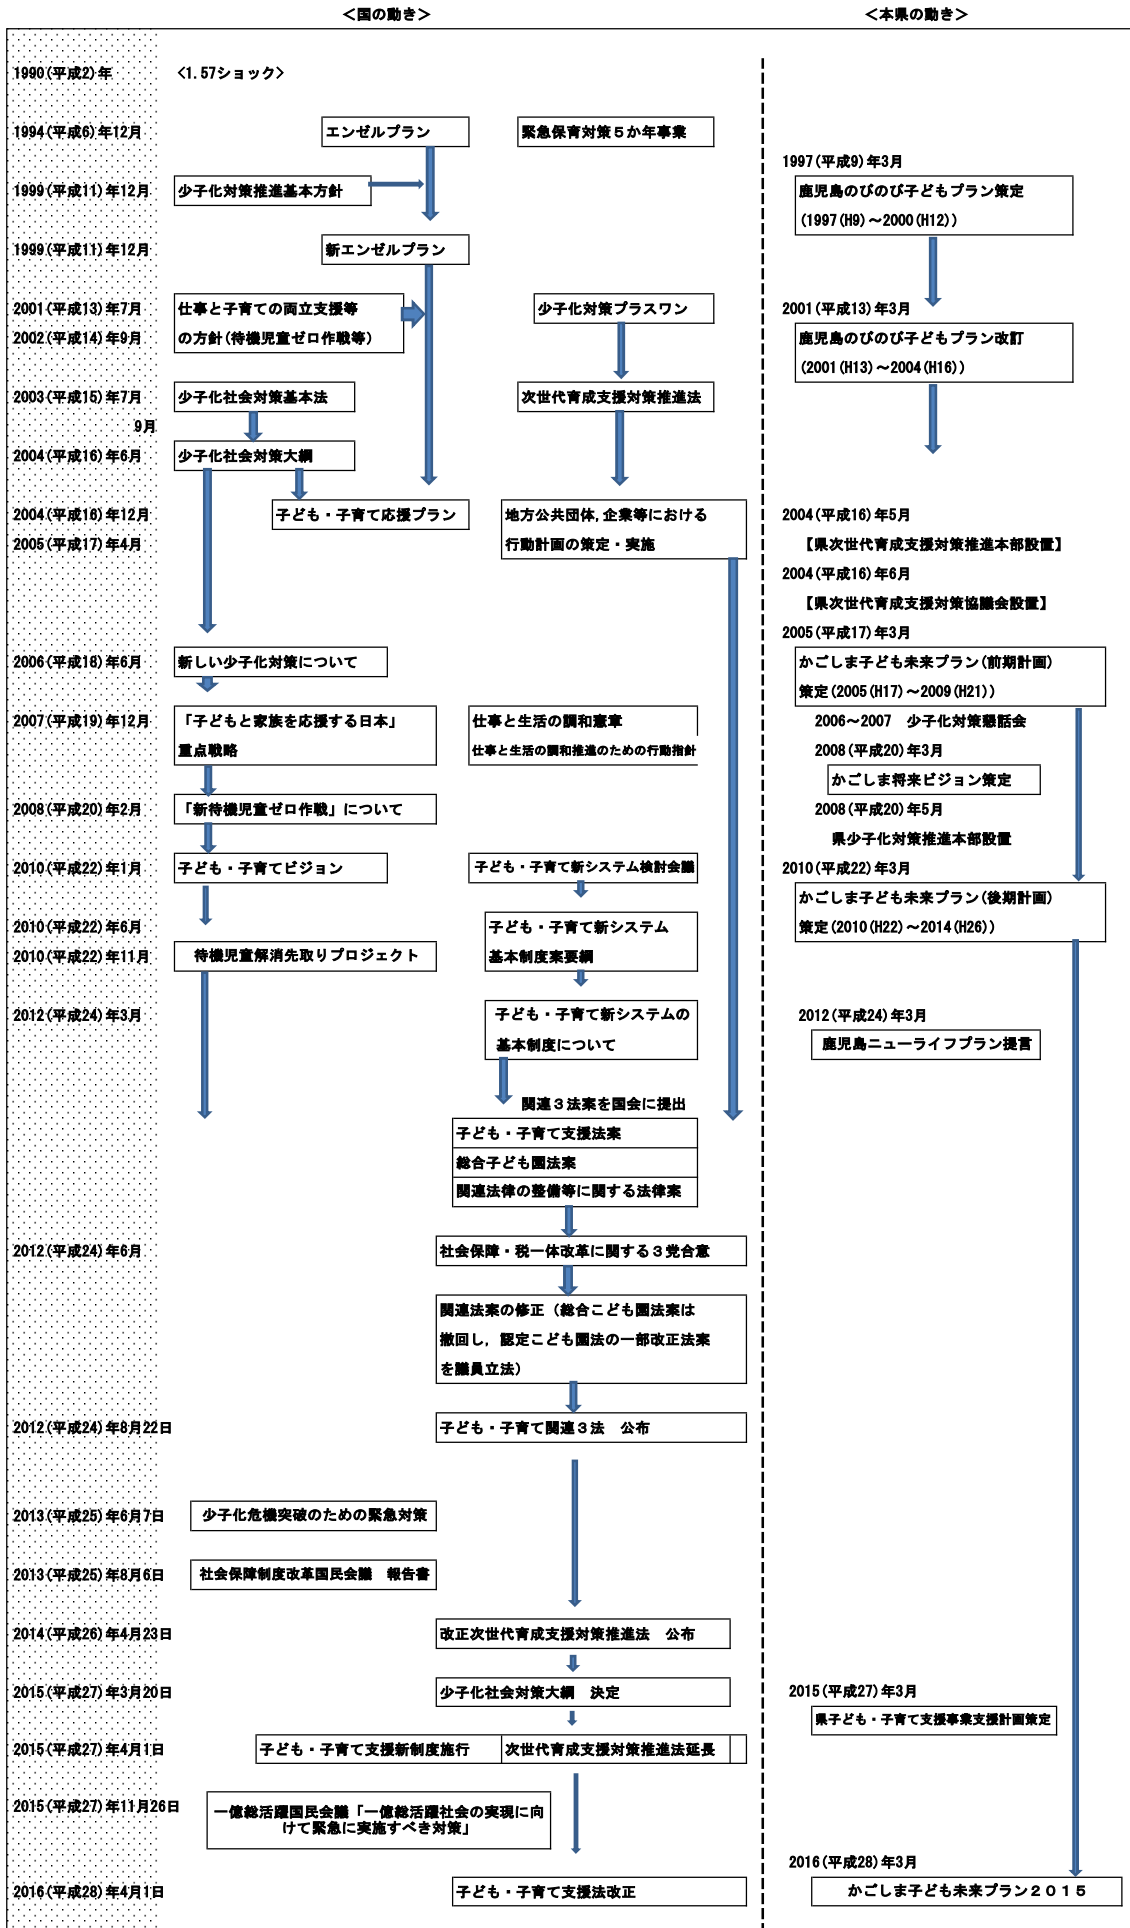 ＜国の動き＞
＜本県の動き＞
1990(平成2)年
<1.57ショック>
1994(平成6)年12月
エンゼルプラン
緊急保育対策５か年事業
1997(平成9)年3月
1999(平成11)年12月
少子化対策推進基本方針
鹿児島のびのび子どもプラン策定
(1997(H9)～2000(H12))
1999(平成11)年12月
新エンゼルプラン
2001(平成13)年7月
仕事と子育ての両立支援等
少子化対策プラスワン
2001(平成13)年3月
2002(平成14)年9月
の方針(待機児童ゼロ作戦等)
鹿児島のびのび子どもプラン改訂
(2001(H13)～2004(H16))
2003(平成15)年7月
少子化社会対策基本法
次世代育成支援対策推進法
9月
2004(平成16)年6月
少子化社会対策大綱
2004(平成16)年12月
子ども・子育て応援プラン
地方公共団体,企業等における
2004(平成16)年5月
2005(平成17)年4月
行動計画の策定・実施
【県次世代育成支援対策推進本部設置】
2004(平成16)年6月
【県次世代育成支援対策協議会設置】
2005(平成17)年3月
2006(平成18)年6月
新しい少子化対策について
かごしま子ども未来プラン(前期計画)
策定(2005(H17)～2009(H21))
2007(平成19)年12月
「子どもと家族を応援する日本」
仕事と生活の調和憲章
2006～2007　少子化対策懇話会
重点戦略
仕事と生活の調和推進のための行動指針
2008(平成20)年3月
かごしま将来ビジョン策定
2008(平成20)年2月
「新待機児童ゼロ作戦」について
2008(平成20)年5月
県少子化対策推進本部設置
2010(平成22)年1月
子ども・子育てビジョン
子ども・子育て新システム検討会議
2010(平成22)年3月
かごしま子ども未来プラン(後期計画)
2010(平成22)年6月
子ども・子育て新システム
策定(2010(H22)～2014(H26))
2010(平成22)年11月
待機児童解消先取りプロジェクト
基本制度案要綱
2012(平成24)年3月
子ども・子育て新システムの
2012(平成24)年3月
基本制度について
鹿児島ニューライフプラン提言
関連３法案を国会に提出
子ども・子育て支援法案
総合子ども園法案
関連法律の整備等に関する法律案
2012(平成24)年6月
社会保障・税一体改革に関する３党合意
関連法案の修正（総合こども園法案は
撤回し，認定こども園法の一部改正法案
を議員立法）
2012(平成24)年8月22日
子ども・子育て関連３法　公布
2013(平成25)年6月7日
少子化危機突破のための緊急対策
2013(平成25)年8月6日
社会保障制度改革国民会議　報告書
2014(平成26)年4月23日
改正次世代育成支援対策推進法　公布
2015(平成27)年3月20日
少子化社会対策大綱　決定
2015(平成27)年3月
県子ども・子育て支援事業支援計画策定
2015(平成27)年4月1日
子ども・子育て支援新制度施行
次世代育成支援対策推進法延長
2015(平成27)年11月26日
一億総活躍国民会議「一億総活躍社会の実現に向
けて緊急に実施すべき対策」
2016(平成28)年3月
2016(平成28)年4月1日
子ども・子育て支援法改正
かごしま子ども未来プラン２０１５